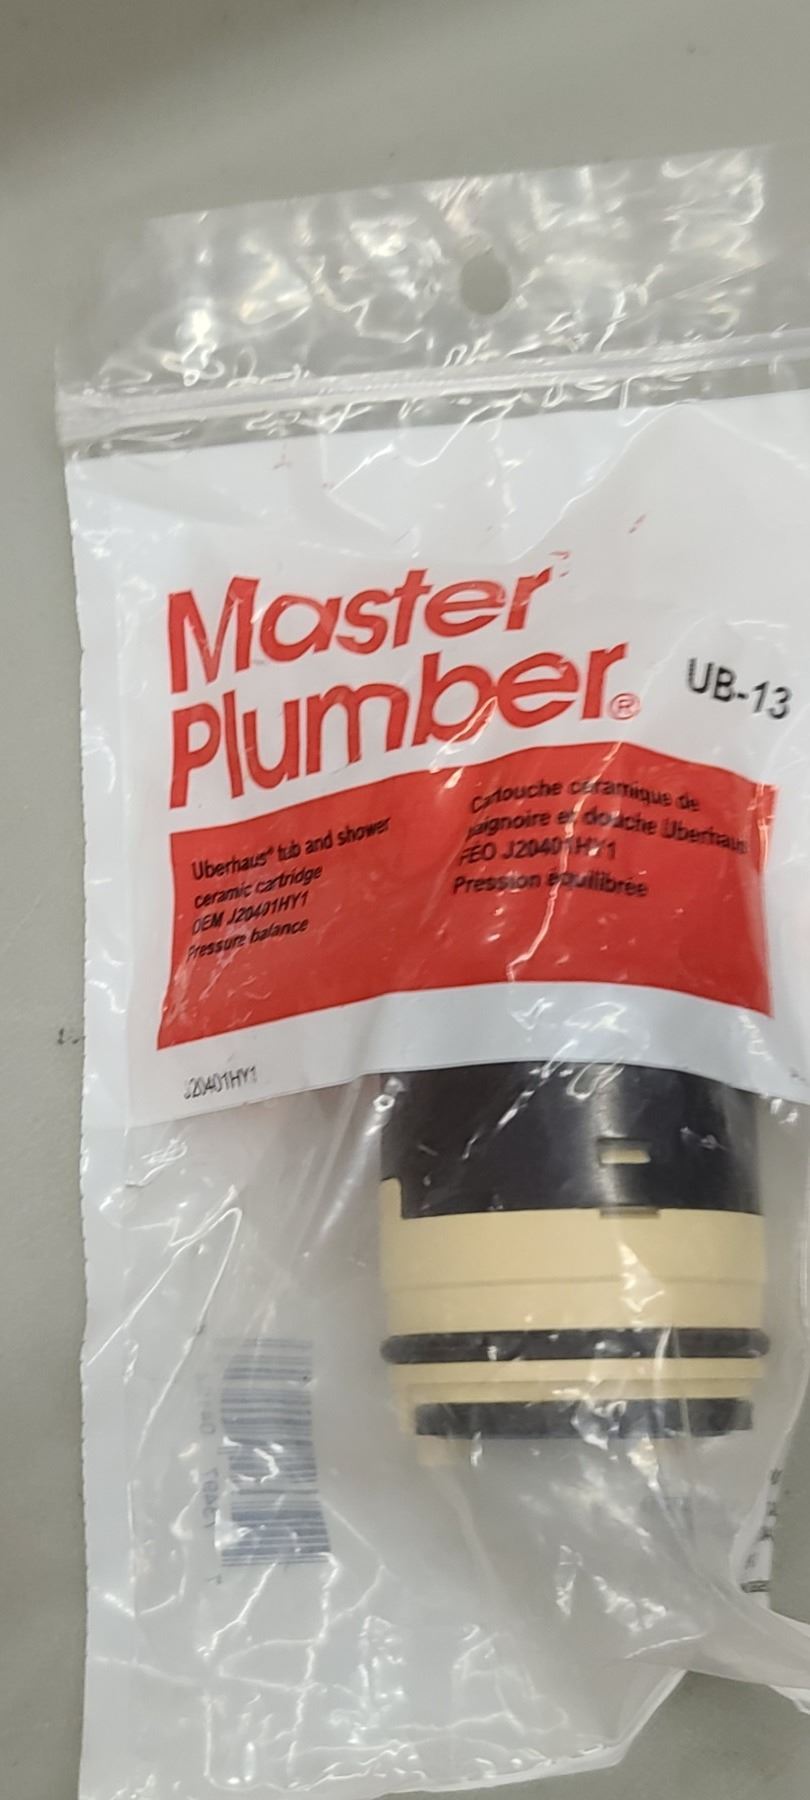 Master
Plumber®
UB-13
Uberhaus® tub and shower
ceramic cartridge
OEM J20401HY1
Pressure balance
Cartouche céramique de
baignoire et douche Uberhaus
FEO J20401HY1
Pression équilibrée
J20401HY1